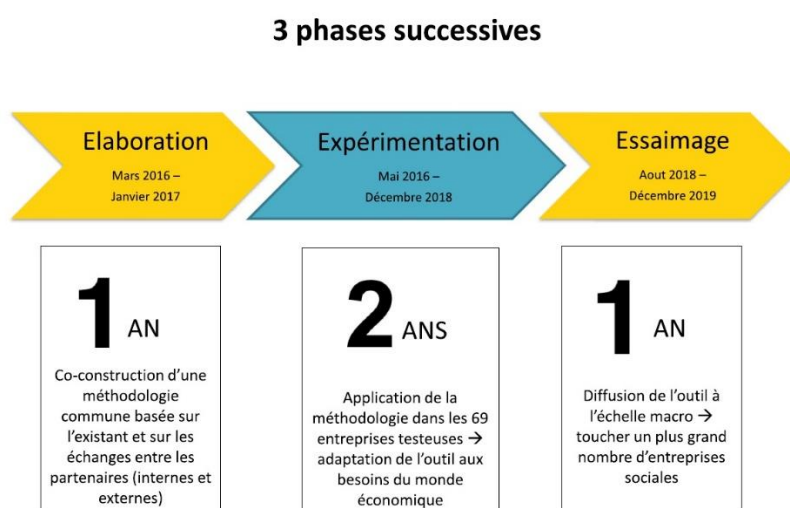 3 phases successives
Elaboration
Mars 2016 –
Janvier 2017
Expérimentation
Mai 2016 –
Décembre 2018
Essaimage
Aout 2018 –
Décembre 2019
1 AN
Co-construction d'une
méthodologie
commune basée sur
l'existant et sur les
échanges entre les
partenaires (internes et
externes)
2 ANS
Application de la
méthodologie dans les 69
entreprises testeuses →
adaptation de l'outil aux
besoins du monde
économique
1 AN
Diffusion de l'outil à
l'échelle macro →
toucher un plus grand
nombre d'entreprises
sociales